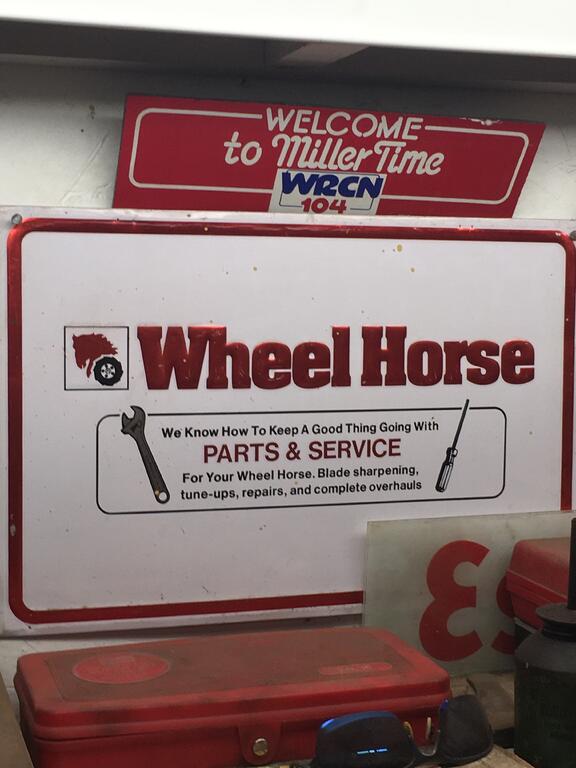 WELCOME
to Miller Time
WRCN
104
Wheel Horse
We Know How To Keep A Good Thing Going With
PARTS & SERVICE
For Your Wheel Horse. Blade sharpening,
tune-ups, repairs, and complete overhauls